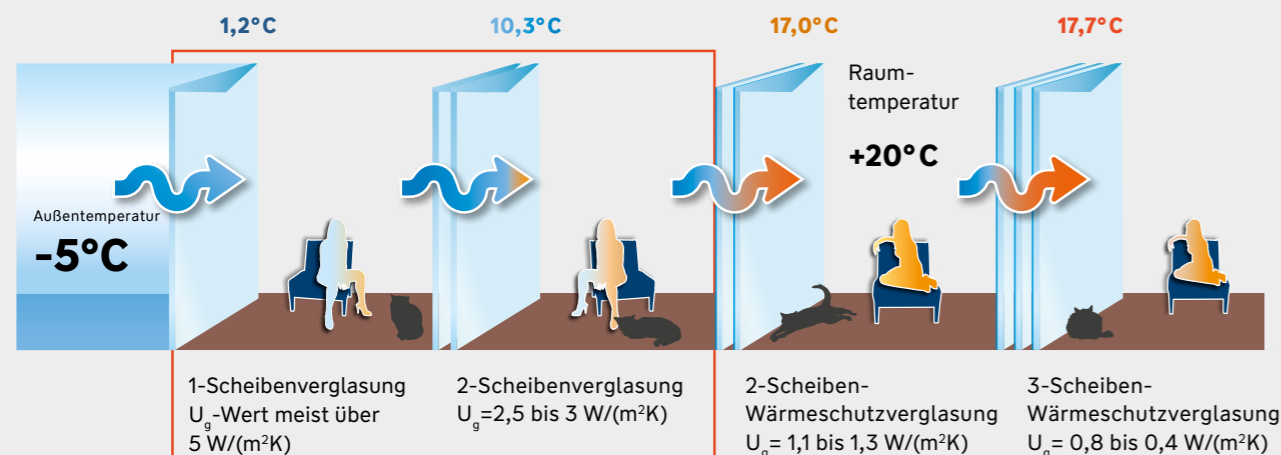 1,2°C
10,3°C
17,0°C
17,7°C
Außentemperatur
-5°C
Raum-
temperatur
+20°C
1-Scheibenverglasung
Ug-Wert meist über
5 W/(m²K)
2-Scheibenverglasung
Ug=2,5 bis 3 W/(m²K)
2-Scheiben-
Wärmeschutzverglasung
Ug= 1,1 bis 1,3 W/(m²K)
3-Scheiben-
Wärmeschutzverglasung
Ug= 0,8 bis 0,4 W/(m²K)